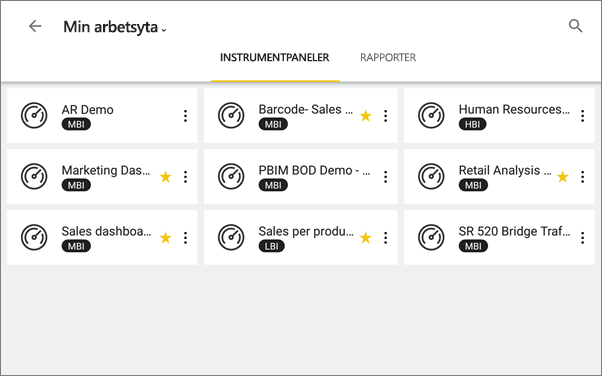 Min arbetsyta
INSTRUMENTPANELER RAPPORTER
AR Demo
MBI
Barcode- Sales ...
MBI
Human Resources...
HBI
Marketing Das...
MBI
PBIM BOD Demo - ...
MBI
Retail Analysis ...
MBI
Sales dashboa...
MBI
Sales per produ...
LBI
SR 520 Bridge Traf...
MBI